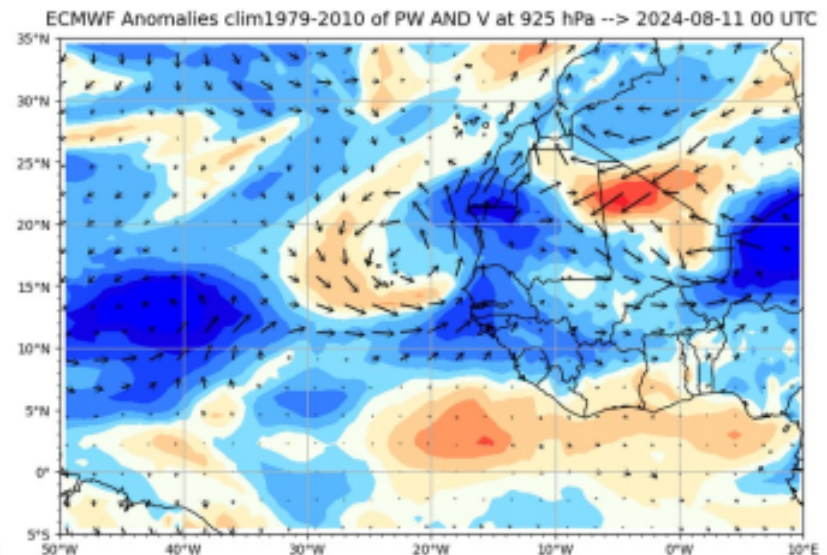 ECMWF Anomalies clim1979-2010 of PW AND V at 925 hPa --> 2024-08-11 00 UTC
35°N
30°N
25°N
20°N
15°N
10°N
5°N
0°
5°S
50°W 40°W 30°W 20°W 10°W 0°W 10°E